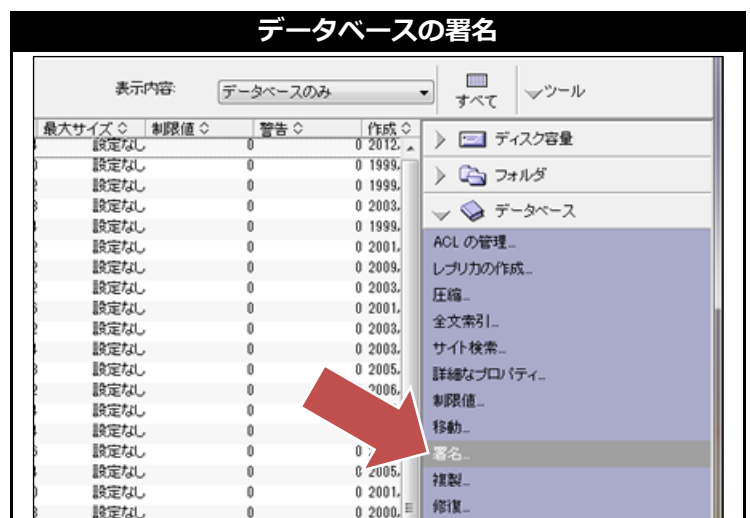 データベースの署名
表示内容: データベースのみ すべて ツール
最大サイズ 制限値 警告 作成
設定なし 0 0 2012.
設定なし 0 0 1999.
設定なし 0 0 1999.
設定なし 0 0 2003.
設定なし 0 0 1999.
設定なし 0 0 2001.
設定なし 0 0 2009.
設定なし 0 0 2003.
設定なし 0 0 2001.
設定なし 0 0 2003.
設定なし 0 0 2003.
設定なし 0 0 2005.
設定なし 0 2006.
設定なし 0
設定なし 0
設定なし 0 0
設定なし 0 2005.
設定なし 0 0 2001.
設定なし 0 0 2000.
ディスク容量
フォルダ
データベース
ACL の管理...
レプリカの作成...
圧縮...
全文索引...
サイト検索...
詳細なプロパティ...
制限値...
移動...
署名...
複製...
修復...